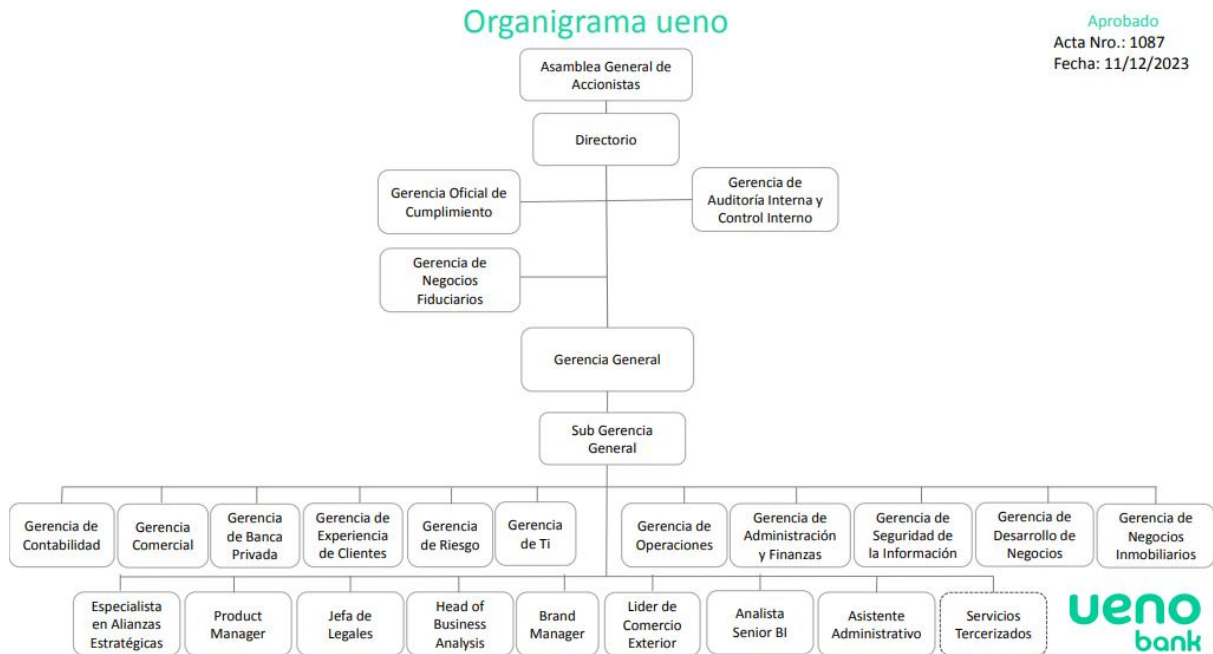 Organigrama ueno
Aprobado
Acta Nro.: 1087
Fecha: 11/12/2023
Asamblea General de
Accionistas
Directorio
Gerencia Oficial de
Cumplimiento
Gerencia de
Auditoría Interna y
Control Interno
Gerencia de
Negocios
Fiduciarios
Gerencia General
Sub Gerencia
General
Gerencia de
Contabilidad
Gerencia
Comercial
Gerencia
de Banca
Privada
Gerencia de
Experiencia
de Clientes
Gerencia
de Riesgo
Gerencia
de Ti
Gerencia de
Operaciones
Gerencia de
Administración
y Finanzas
Gerencia de
Seguridad de
la Información
Gerencia de
Desarrollo de
Negocios
Gerencia de
Negocios
Inmobiliarios
Especialista
en Alianzas
Estratégicas
Product
Manager
Jefa de
Legales
Head of
Business
Analysis
Brand
Manager
Lider de
Comercio
Exterior
Analista
Senior BI
Asistente
Administrativo
Servicios
Tercerizados
ueno
bank